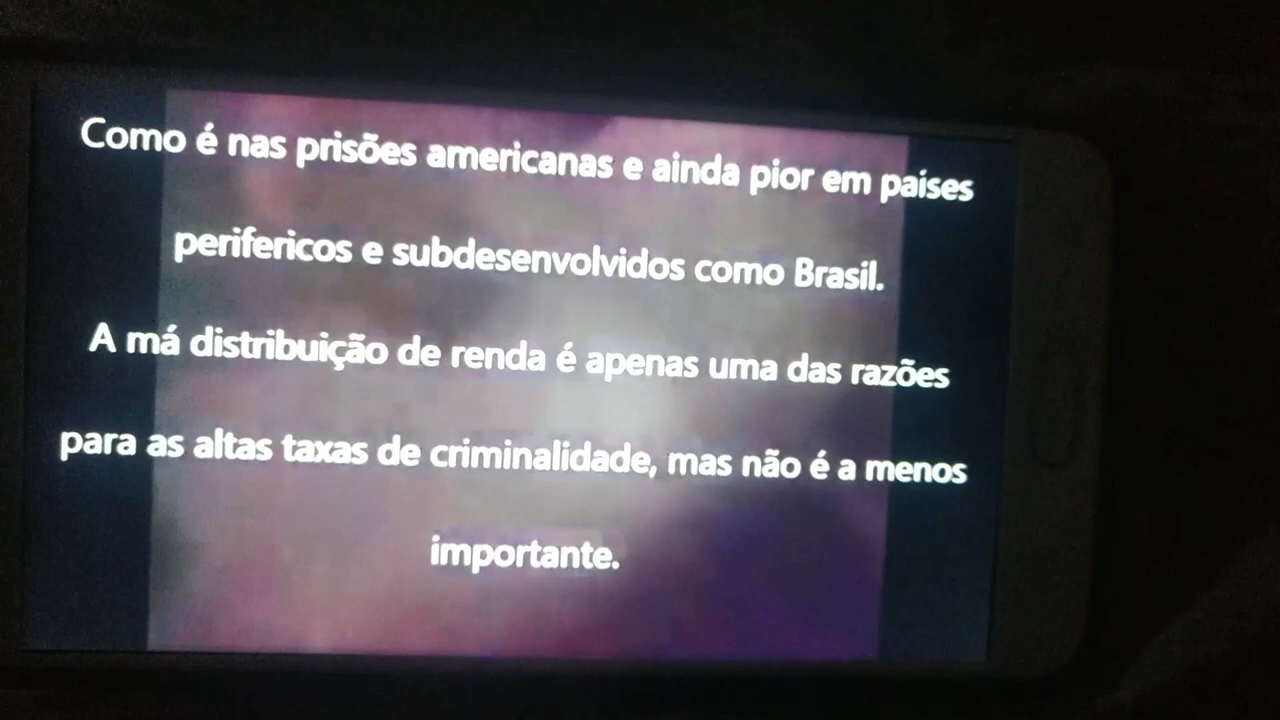 Como é nas prisões americanas e ainda pior em paises
perifericos e subdesenvolvidos como Brasil.
A má distribuição de renda é apenas uma das razões
para as altas taxas de criminalidade, mas não é a menos
importante.